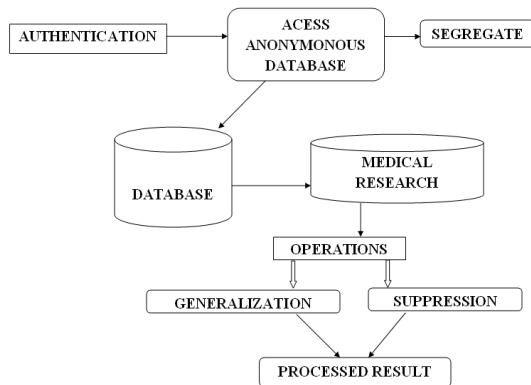 AUTHENTICATION
ACESS
ANONYMONOUS
DATABASE
SEGREGATE
DATABASE
MEDICAL
RESEARCH
OPERATIONS
GENERALIZATION
SUPPRESSION
PROCESSED RESULT